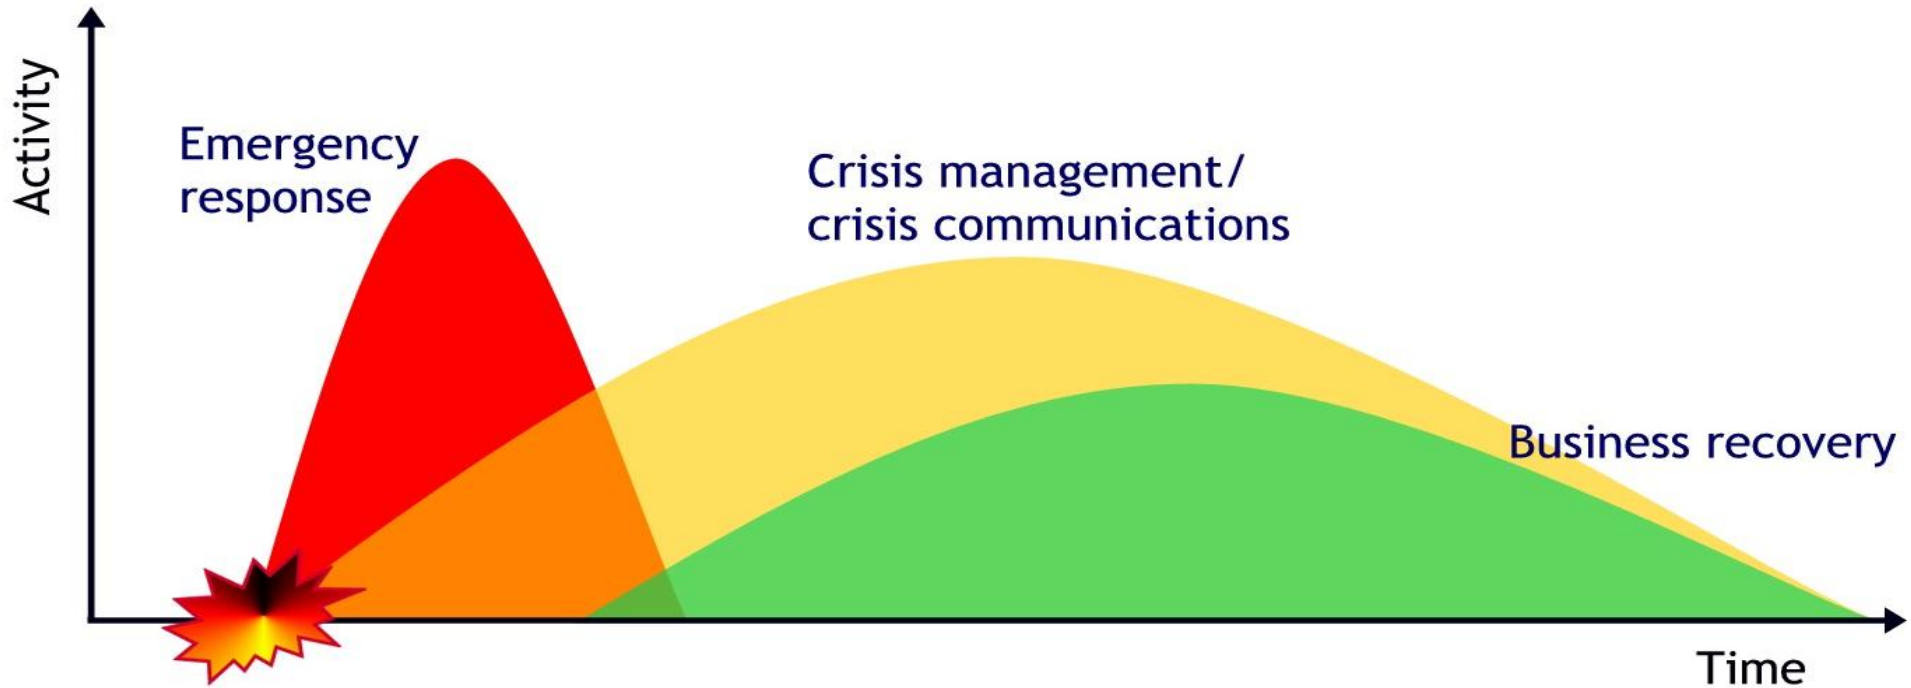 Activity
Emergency
response
Crisis management/
crisis communications
Business recovery
Time